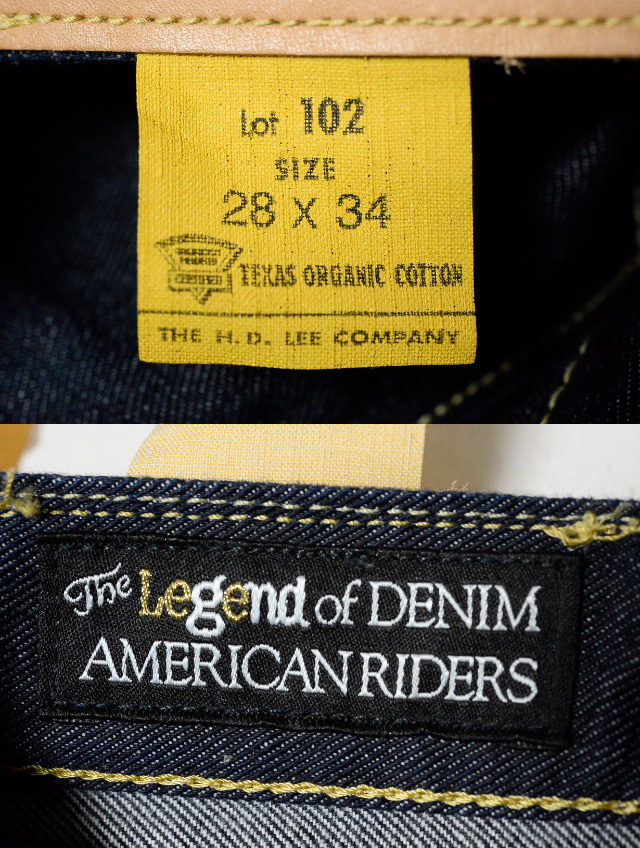 Lot 102
SIZE
28 X 34
TEXAS ORGANIC COTTON
THE H. D. LEE COMPANY
The Legend of DENIM
AMERICAN RIDERS